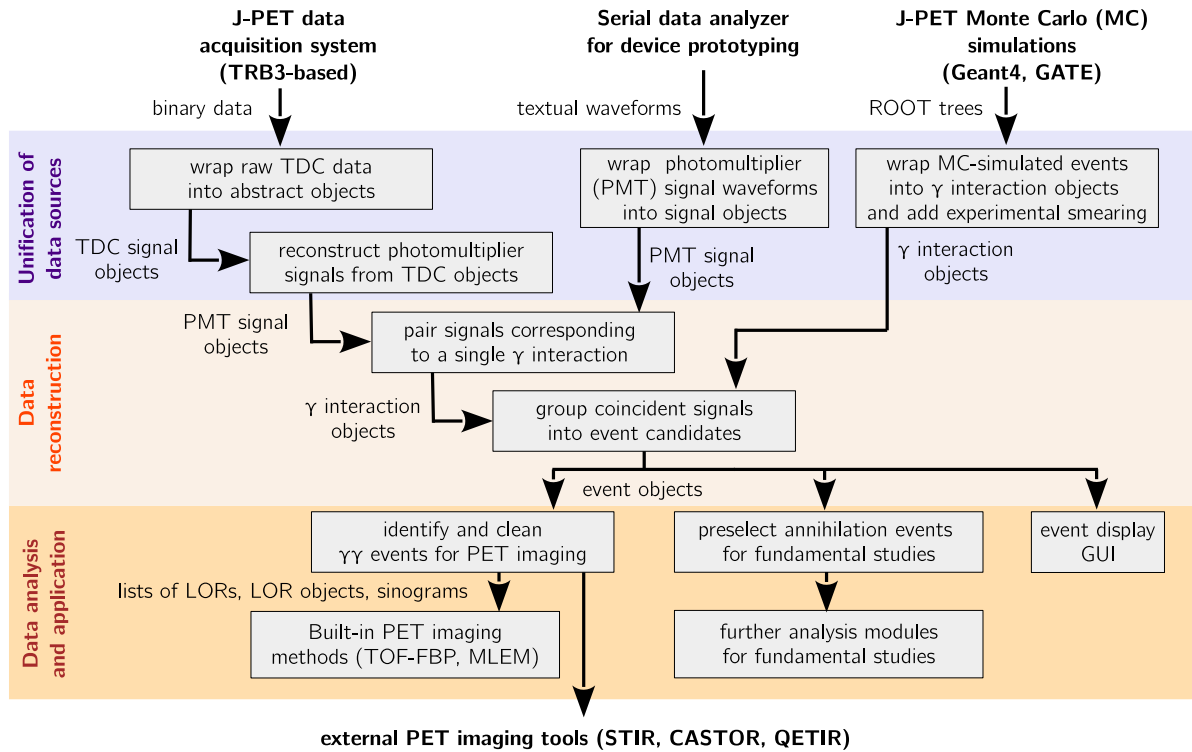 J-PET data
acquisition system
(TRB3-based)
Serial data analyzer
for device prototyping
J-PET Monte Carlo (MC)
simulations
(Geant4, GATE)
binary data
textual waveforms
ROOT trees
Unification of
data sources
wrap raw TDC data
into abstract objects
wrap photomultiplier
(PMT) signal waveforms
into signal objects
wrap MC-simulated events
into γ interaction objects
and add experimental smearing
TDC signal
objects
reconstruct photomultiplier
signals from TDC objects
PMT signal
objects
γ interaction
objects
Data
reconstruction
PMT signal
objects
pair signals corresponding
to a single γ interaction
γ interaction
objects
group coincident signals
into event candidates
event objects
Data analysis
and application
identify and clean
γγ events for PET imaging
preselect annihilation events
for fundamental studies
event display
GUI
lists of LORs, LOR objects, sinograms
Built-in PET imaging
methods (TOF-FBP, MLEM)
further analysis modules
for fundamental studies
external PET imaging tools (STIR, CASTOR, QETIR)